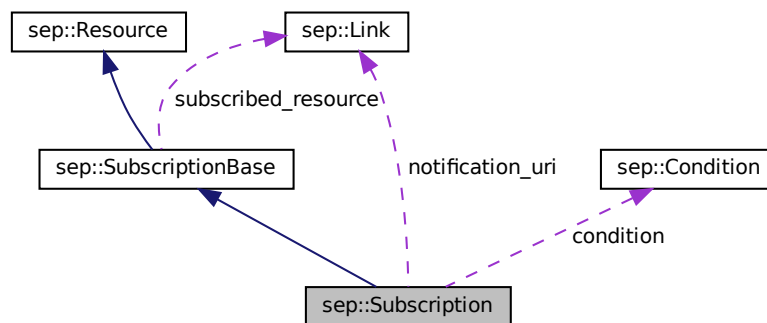 sep::Resource
sep::Link
subscribed_resource
sep::SubscriptionBase
notification_uri
sep::Condition
condition
sep::Subscription